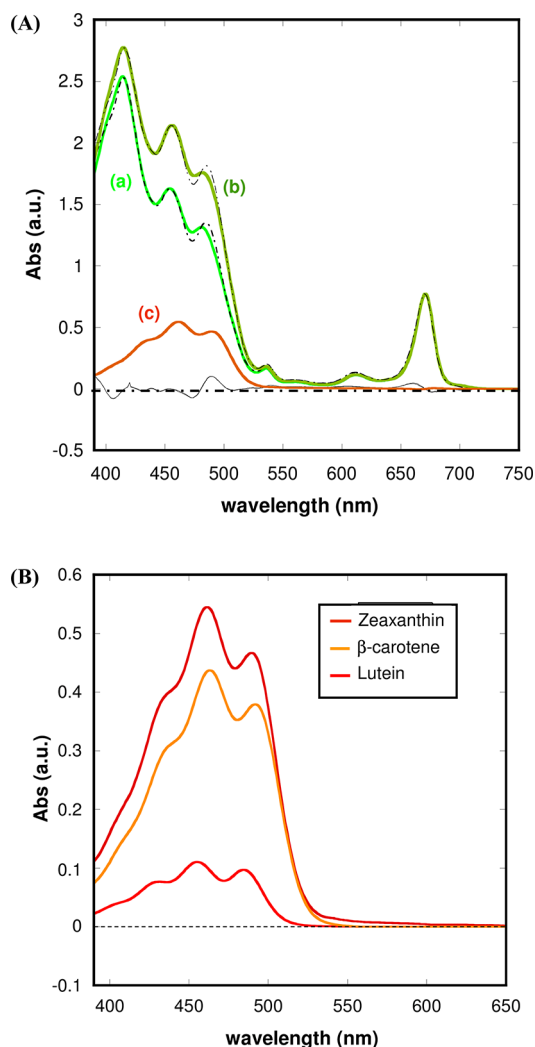 (A)
3
2.5
2
1.5
1
0.5
0
-0.5
Abs (a.u.)
(a)
(b)
(c)
400 450 500 550 600 650 700 750
wavelength (nm)
(B)
0.6
0.5
0.4
0.3
0.2
0.1
0
-0.1
Abs (a.u.)
Zeaxanthin
β-carotene
Lutein
400 450 500 550 600 650
wavelength (nm)